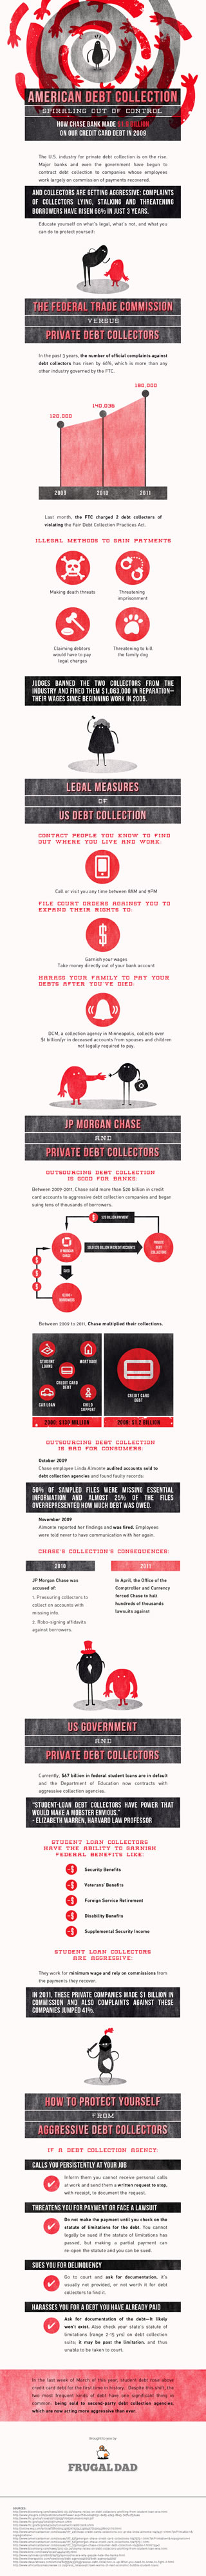 AMERICAN DEBT COLLECTION
SPIRALING OUT OF CONTROL
HOW CHASE BANK MADE
ON OUR CREDIT CARD DEBT IN 2009
The U.S. industry for private debt collection is on the rise.
Major banks and even the government have begun to
contract debt collection to companies whose employees
work largely on commission of payments recovered.
AND COLLECTORS ARE GETTING AGGRESSIVE: COMPLAINTS
OF COLLECTORS LYING, STALKING AND THREATENING
BORROWERS HAVE RISEN 66% IN JUST 3 YEARS.
Educate yourself on what's legal, what's not, and what you
can do to protect yourself:
THE FEDERAL TRADE COMMISSION
VERSUS
PRIVATE DEBT COLLECTORS
In the past 3 years, the number of official complaints against
debt collectors has risen by 66%, which is more than any
other industry governed by the FTC.
180,000
140,036
120,000
2009 2010 2011
Last month, the FTC charged 2 debt collectors of
violating the Fair Debt Collection Practices Act.
ILLEGAL METHODS TO GAIN PAYMENTS
Making death threats
Threatening
imprisonment
Claiming debtors
would have to pay
legal charges
Threatening to kill
the family dog
JUDGES BANNED THE TWO COLLECTORS FROM THE
INDUSTRY AND FINED THEM $1,063,000 IN REPARATION—
THEIR WAGES SINCE BEGINNING WORK IN 2005.
LEGAL MEASURES
OF
US DEBT COLLECTION
CONTACT PEOPLE YOU KNOW TO FIND
OUT WHERE YOU LIVE AND WORK.
Call or visit you any time between 8AM and 9PM
FILE COURT ORDERS AGAINST YOU TO
EXPAND THEIR RIGHTS TO:
Garnish your wages
Take money directly out of your bank account
HARASS YOUR FAMILY TO PAY YOUR
DEBTS AFTER YOU'VE DIED:
DCM, a collection agency in Minneapolis, collects over
$1 billion/yr in deceased accounts from spouses and children
not legally required to pay.
JP MORGAN CHASE
AND
PRIVATE DEBT COLLECTORS
OUTSOURCING DEBT COLLECTION
IS GOOD FOR BANKS:
Between 2009-2011, Chase sold more than $20 billion in credit
card accounts to aggressive debt collection companies and began
suing tens of thousands of borrowers.
JP MORGAN
CHASE
PRIVATE
DEBT
COLLECTORS
SUED
Between 2009 to 2011, Chase multiplied their collections.
STUDENT
LOANS
MORTGAGE
CREDIT CARD
DEBT
CAR LOAN
CHILD
SUPPORT
CREDIT CARD
DEBT
OUTSOURCING DEBT COLLECTION
IS BAD FOR CONSUMERS:
October 2009
Chase employee Linda Almonte audited accounts sold to
debt collection agencies and found faulty records:
50% OF SAMPLED FILES WERE MISSING ESSENTIAL
INFORMATION AND ALMOST 25% OF THE FILES
OVERREPRESENTED HOW MUCH DEBT WAS OWED.
November 2009
Almonte reported her findings and was fired. Employees
were told never to have communication with her again.
CHASE'S COLLECTION'S CONSEQUENCES:
2010 2011
JP Morgan Chase was
accused of:
1. Pressuring collectors to
collect on accounts with
missing info.
2. Robo-signing affidavits
against borrowers.
In April, the Office of the
Comptroller and Currency
forced Chase to halt
hundreds of thousands
lawsuits against
US GOVERNMENT
AND
PRIVATE DEBT COLLECTORS
Currently, $67 billion in federal student loans are in default
and the Department of Education now contracts with
aggressive collection agencies.
"STUDENT-LOAN DEBT COLLECTORS HAVE POWER THAT
WOULD MAKE A MOBSTER ENVIOUS."
- ELIZABETH WARREN, HARVARD LAW PROFESSOR
STUDENT LOAN COLLECTORS
HAVE THE ABILITY TO GARNISH
FEDERAL BENEFITS LIKE:
Security Benefits
Veterans' Benefits
Foreign Service Retirement
Disability Benefits
Supplemental Security Income
STUDENT LOAN COLLECTORS
ARE AGGRESSIVE:
They work for minimum wage and rely on commissions from
the payments they recover:
IN 2011, THESE PRIVATE COMPANIES MADE $1 BILLION IN
COMMISSION AND ALSO COMPLAINTS AGAINST THESE
COMPANIES JUMPED 41%.
HOW TO PROTECT YOURSELF
FROM
AGGRESSIVE DEBT COLLECTORS
IF A DEBT COLLECTION AGENCY:
CALLS YOU PERSISTENTLY AT YOUR JOB
Inform them you cannot receive personal calls
at work and send them a written request to stop,
with receipt, to document the request.
THREATENS YOU FOR PAYMENT OR FACE A LAWSUIT
Do not make the payment until you check on the
statute of limitations for the debt. You cannot
legally be sued if the statute of limitations has
passed, but making a partial payment can
re-open the statute and you can be sued.
SUES YOU FOR DELINQUENCY
Go to court and ask for documentation, it's
usually not provided, or not worth it for debt
collectors to find it.
HARASSES YOU FOR A DEBT YOU HAVE ALREADY PAID
Ask for documentation of the debt—it likely
won't exist. Also check your state's debt on
limitations (range 2-15 yrs) on debt collection
suits; it may be past the limitation, and thus
unable to be taken to court.
In the last week of March of this year, student debt rose above
credit card debt for the first time in history. Despite this shift, the
two most frequent works of debt have one significant thing in
common: being sold to second-party debt collection agencies,
which are now acting more aggressive than ever.
Brought to you by
FRUGAL DAD